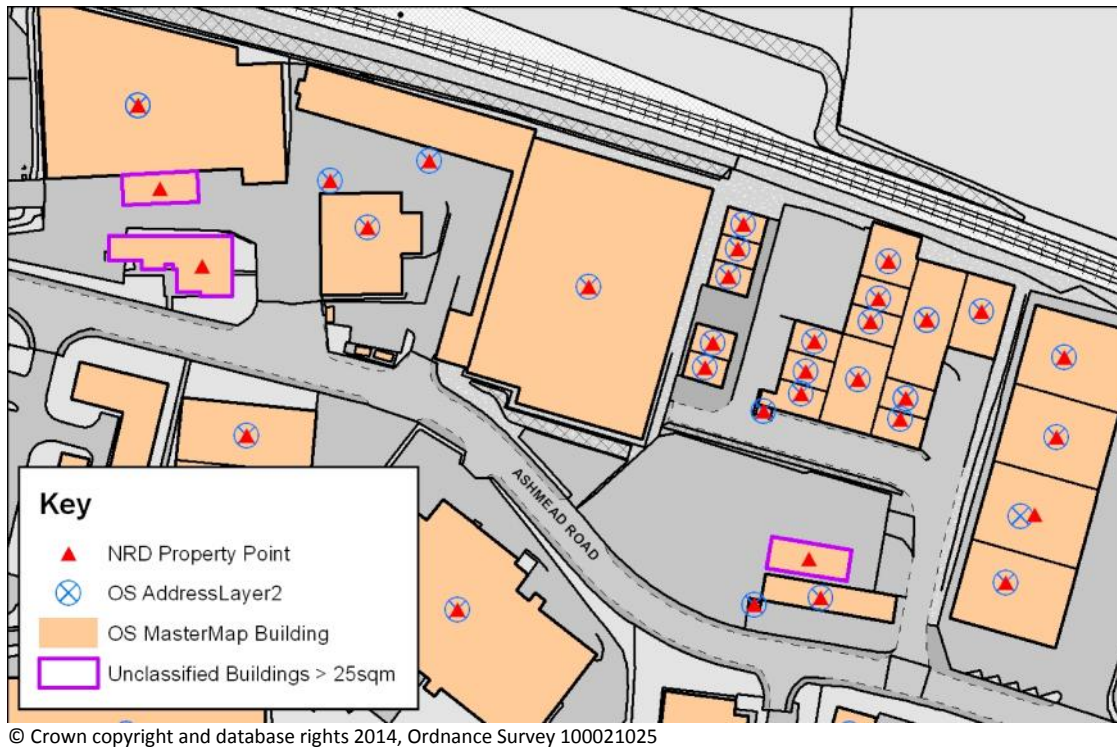 ASHMEAD ROAD
Key
NRD Property Point
OS AddressLayer2
OS MasterMap Building
Unclassified Buildings > 25sqm
© Crown copyright and database rights 2014, Ordnance Survey 100021025